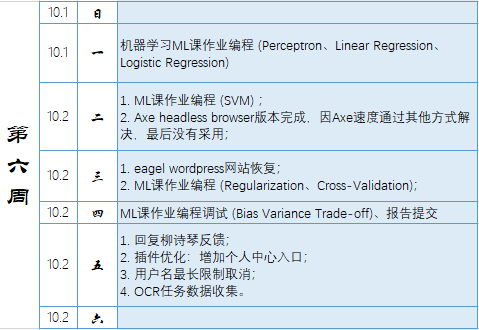 第六周
10.1 日
10.1 一 机器学习ML课作业编程 (Perceptron、Linear Regression、
Logistic Regression)
10.2 二 1. ML课作业编程 (SVM) ;
2. Axe headless browser版本完成，因Axe速度通过其他方式解
决，最后没有采用;
10.2 三 1. eagel wordpress网站恢复;
2. ML课作业编程 (Regularization、Cross-Validation);
10.2 四 ML课作业编程调试 (Bias Variance Trade-off)、报告提交
10.2 五 1. 回复柳诗琴反馈;
2. 插件优化：增加个人中心入口;
3. 用户名最长限制取消;
4. OCR任务数据收集。
10.2 六